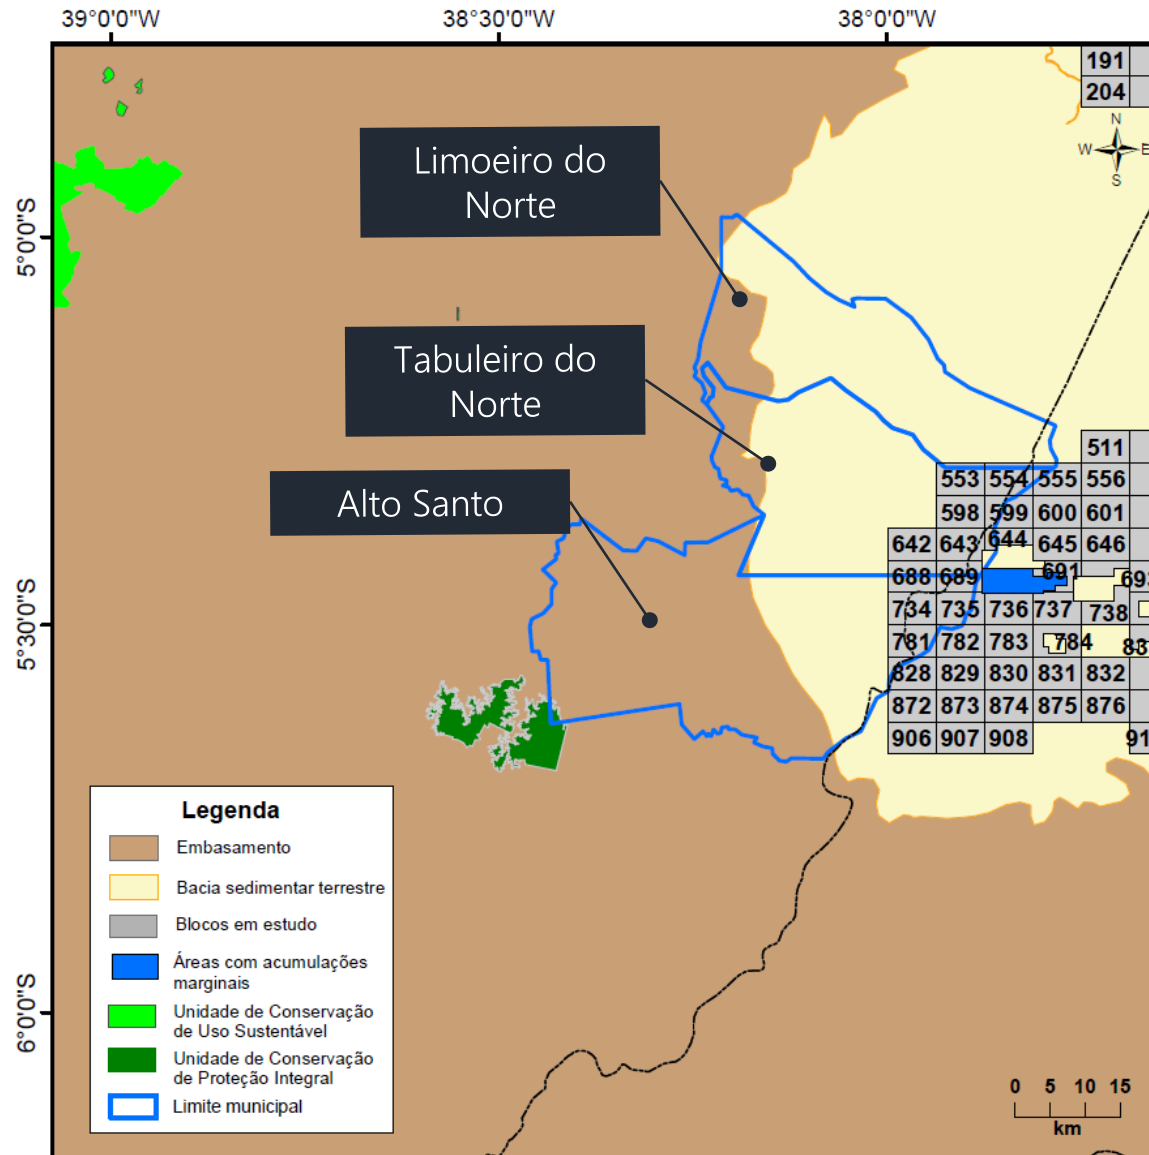 39°0'0"W
38°30'0"W
38°0'0"W
191
204
N
W
E
S
Limoeiro do
Norte
5°0'0"S
Tabuleiro do
Norte
511
Alto Santo
553 554 555 556
598 599 600 601
642 643 644 645 646
688 689 691
734 735 736 737 738
5°30'0"S
781 782 783 784
828 829 830 831 832
872 873 874 875 876
906 907 908
Legenda
Embasamento
Bacia sedimentar terrestre
Blocos em estudo
Áreas com acumulações
marginais
Unidade de Conservação
de Uso Sustentável
Unidade de Conservação
de Proteção Integral
Limite municipal
6°0'0"S
0 5 10 15
km